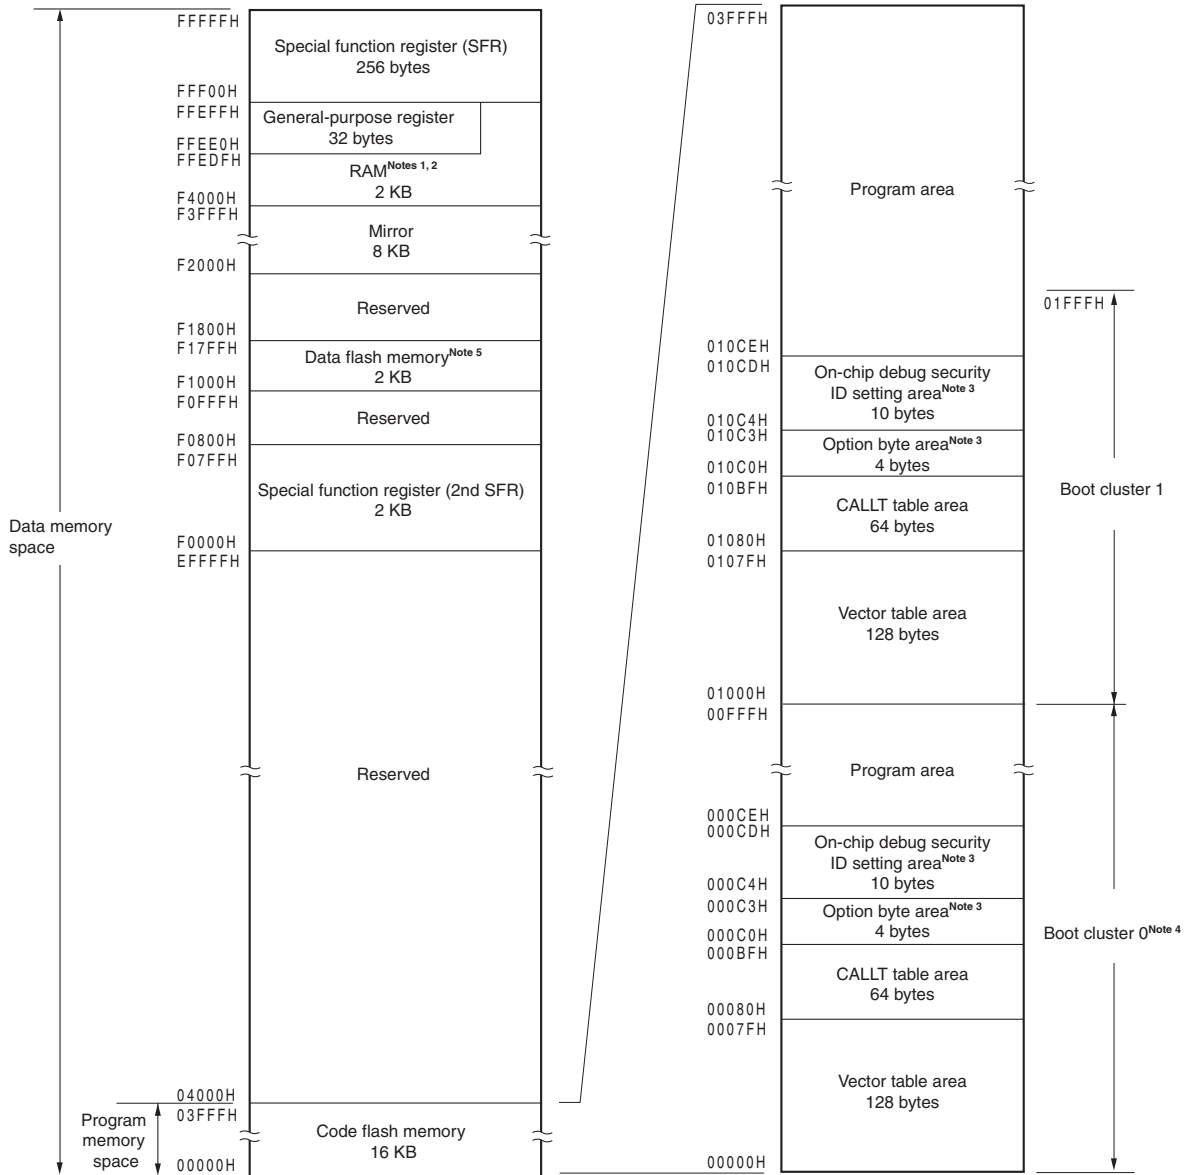 FFFFFH
Special function register (SFR)
256 bytes
FFF00H
FFEFFH
General-purpose register
32 bytes
FFEE0H
FFEDFH
RAMNotes 1, 2
2 KB
F4000H
F3FFFH
Mirror
8 KB
F2000H
Reserved
F1800H
F17FFH
Data flash memoryNote 5
2 KB
F1000H
F0FFFH
Reserved
F0800H
F07FFH
Special function register (2nd SFR)
2 KB
Data memory
space
F0000H
EFFFFH
Reserved
04000H
03FFFH
Program
memory
space
Code flash memory
16 KB
00000H
03FFFH
Program area
01FFFH
010CEH
010CDH
On-chip debug security
ID setting areaNote 3
10 bytes
010C4H
010C3H
Option byte areaNote 3
4 bytes
010C0H
010BFH
Boot cluster 1
CALLT table area
64 bytes
01080H
0107FH
Vector table area
128 bytes
01000H
00FFFH
Program area
000CEH
000CDH
On-chip debug security
ID setting areaNote 3
10 bytes
000C4H
000C3H
Option byte areaNote 3
4 bytes
Boot cluster 0Note 4
000C0H
000BFH
CALLT table area
64 bytes
00080H
0007FH
Vector table area
128 bytes
00000H